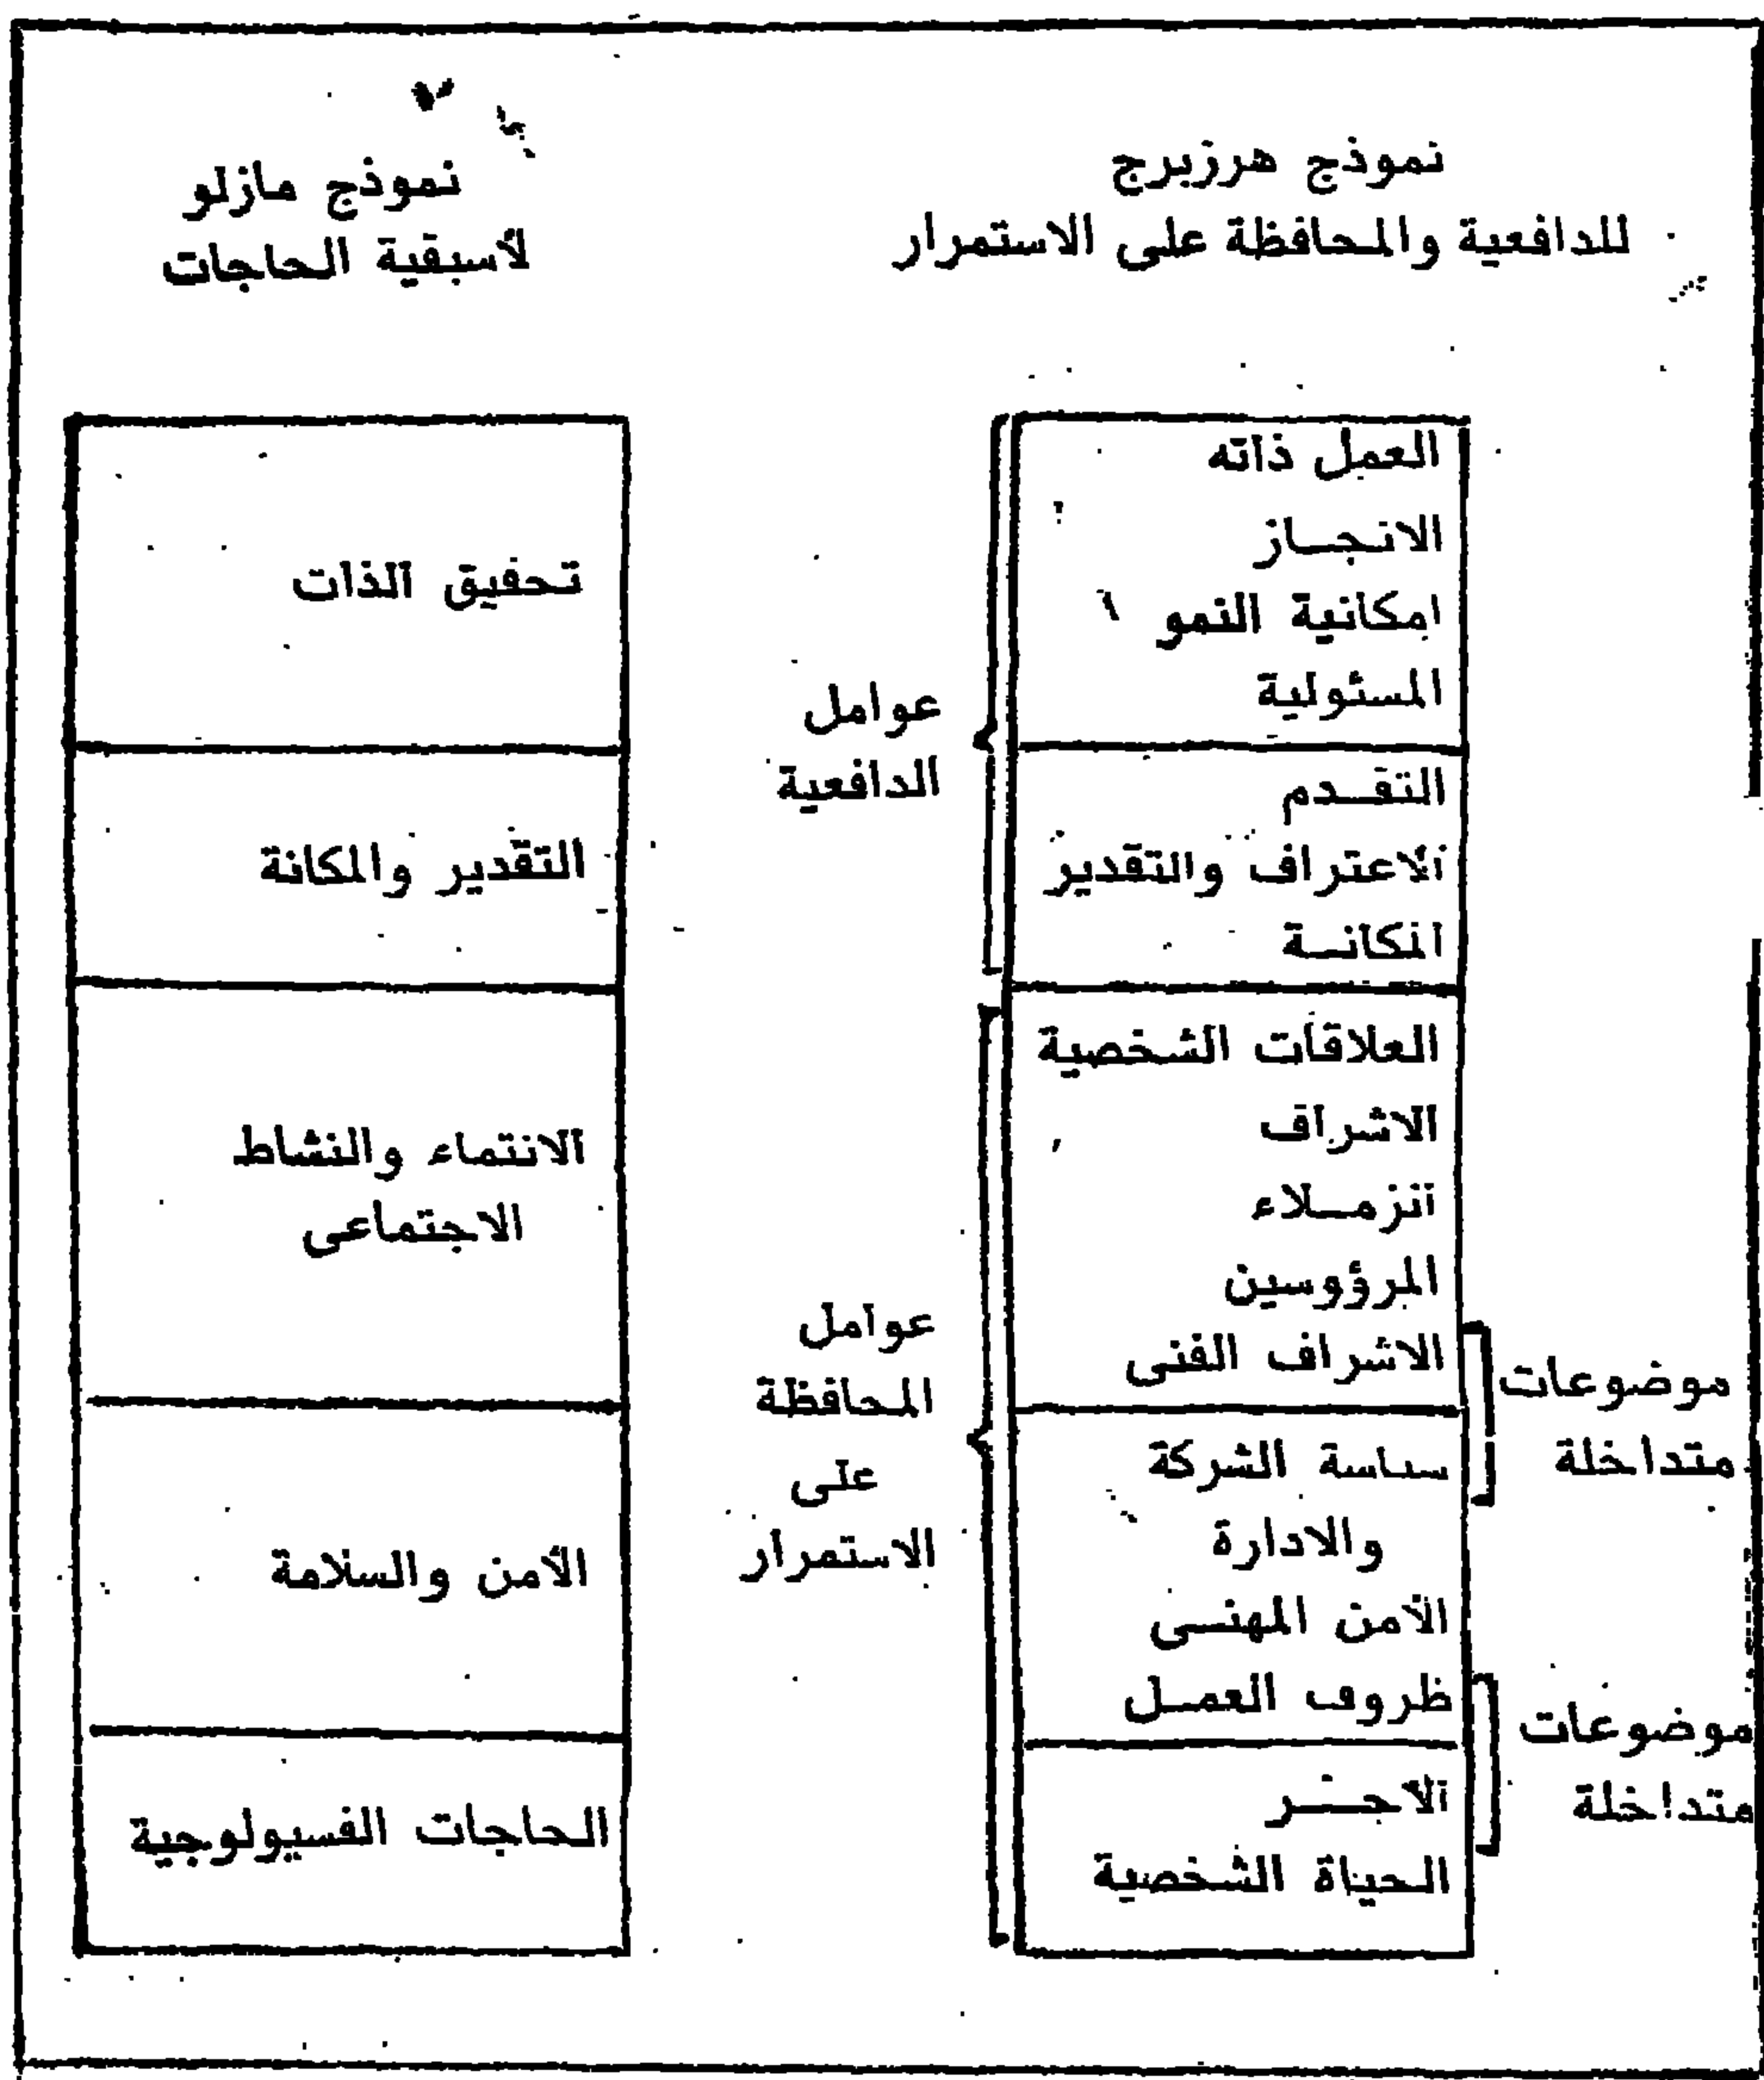 نموذج هرزبرج
للدافعية والمحافظة على الاستمرار
نموذج مازلو
لأسبقية الحاجات
العمل ذاته
الانجاز
امكانية النمو
المسئولية
التقدم
الاعتراف والتقدير
المكانة
العلاقات الشخصية
الاشراف
الزملاء
المرؤوسين
الاشراف الفنى
سياسة الشركة
والادارة
الأمن المهنى
ظروف العمل
الأجر
الحياة الشخصية
موضوعات
متداخلة
موضوعات
متداخلة
عوامل
الدافعية
عوامل
المحافظة
على
الاستمرار
تحقيق الذات
التقدير والمكانة
الانتماء والنشاط
الاجتماعى
الأمن والسلامة
الحاجات الفسيولوجية